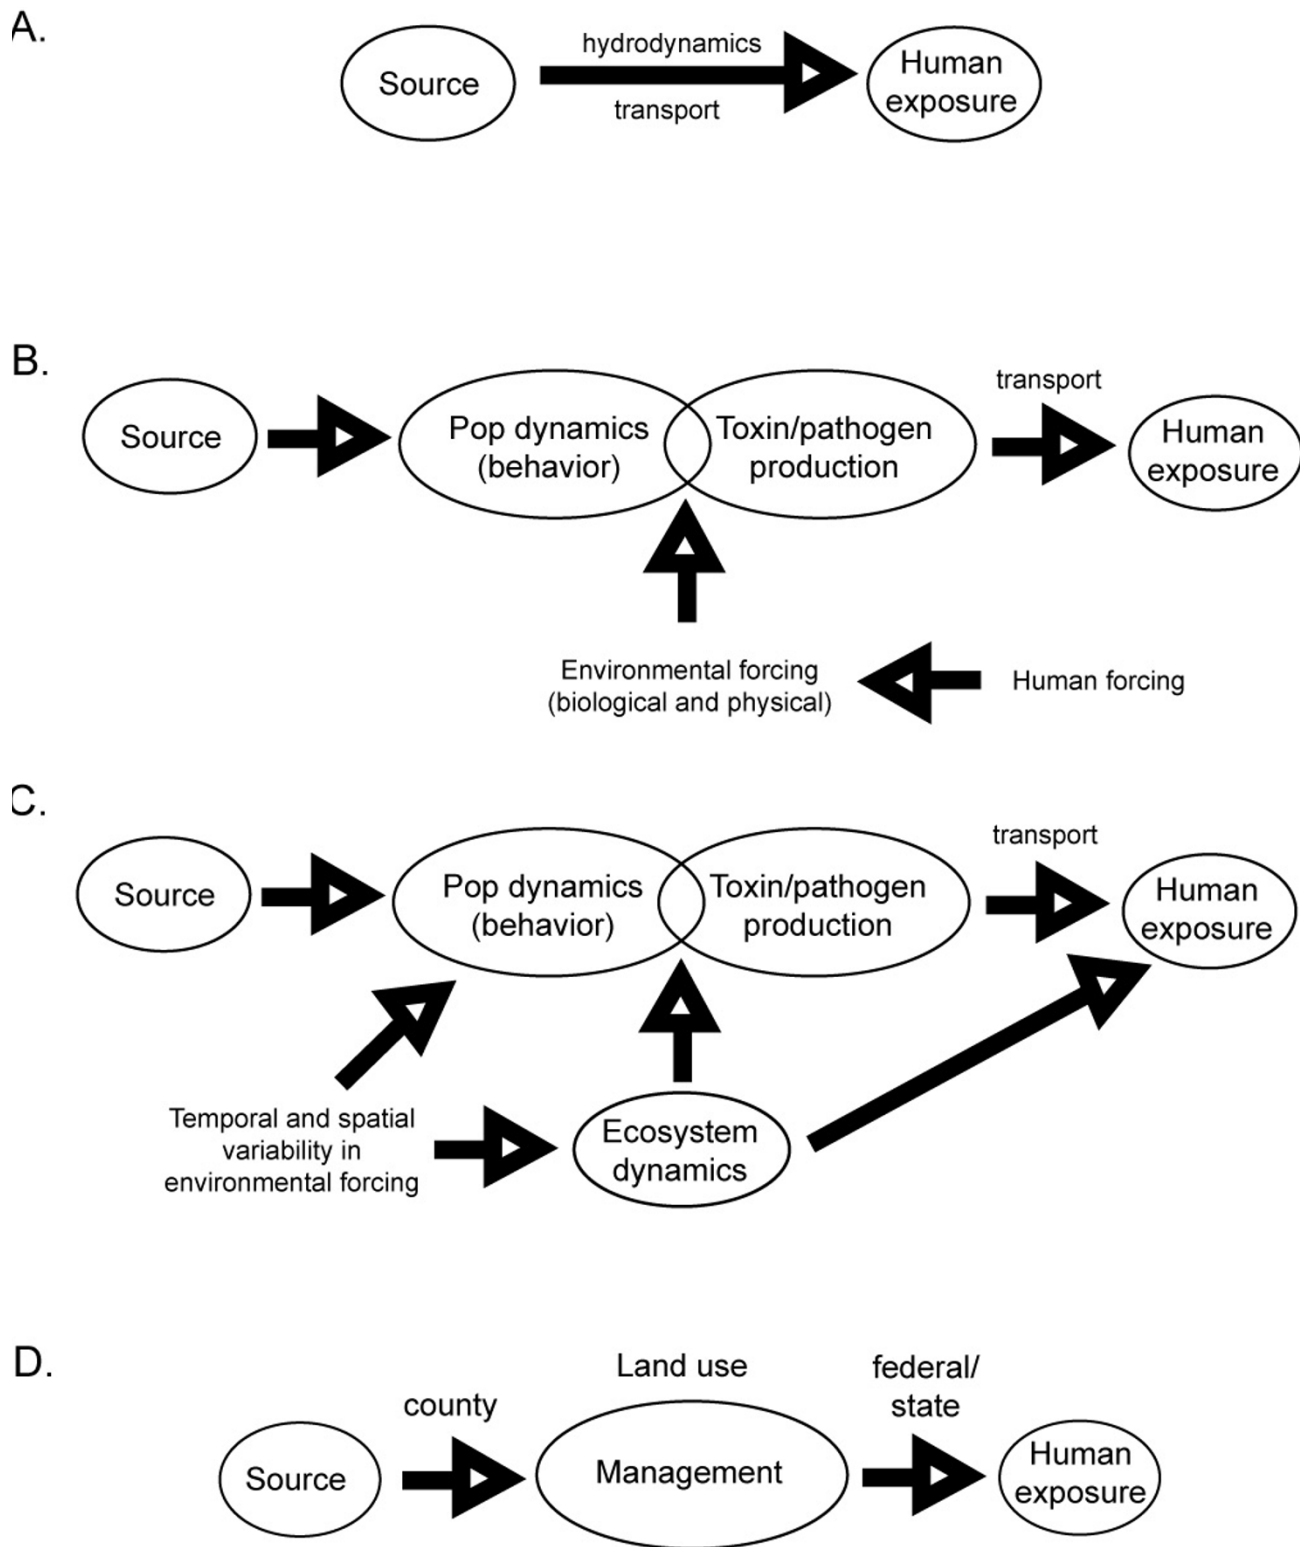 A.
Source
hydrodynamics
transport
Human
exposure
B.
Source
Pop dynamics
(behavior)
Toxin/pathogen
production
transport
Human
exposure
Environmental forcing
(biological and physical)
Human forcing
C.
Source
Pop dynamics
(behavior)
Toxin/pathogen
production
transport
Human
exposure
Temporal and spatial
variability in
environmental forcing
Ecosystem
dynamics
D.
Source
county
Land use
Management
federal/
state
Human
exposure